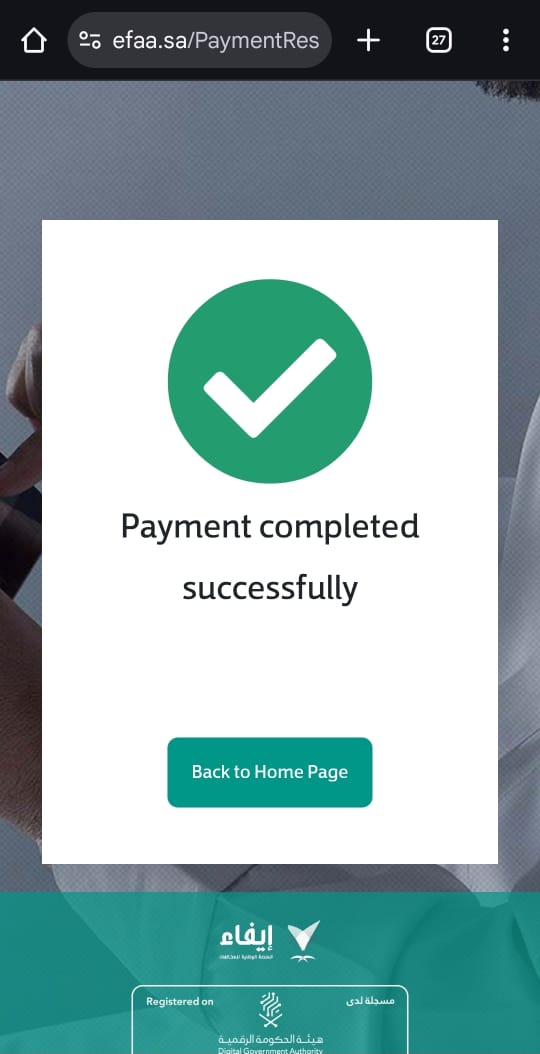 efaa.sa/PaymentRes
27
Payment completed
successfully
Back to Home Page
إيفاء
المنصة الوطنية للمخالفات
Registered on
مسجلة لدى
هيئة الحكومة الرقمية
Digital Government Authority